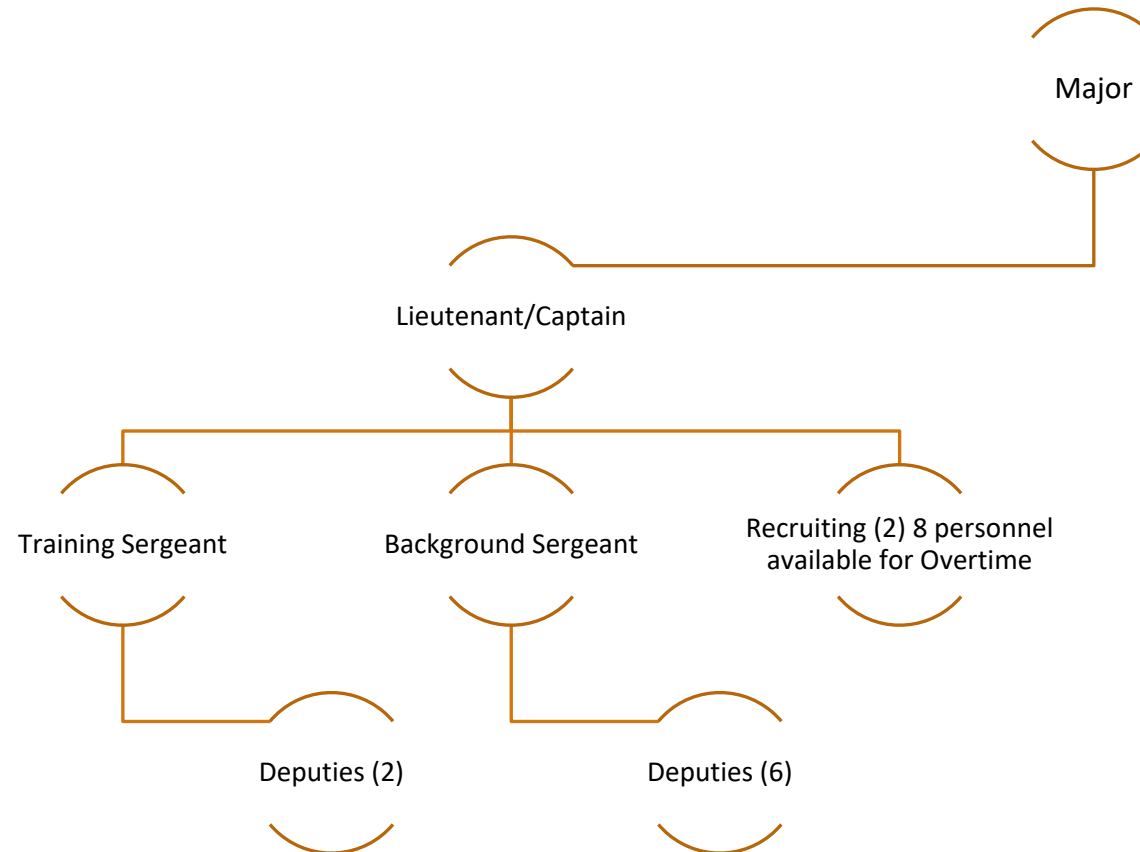 Major
Lieutenant/Captain
Training Sergeant
Background Sergeant
Recruiting (2) 8 personnel
available for Overtime
Deputies (2)
Deputies (6)